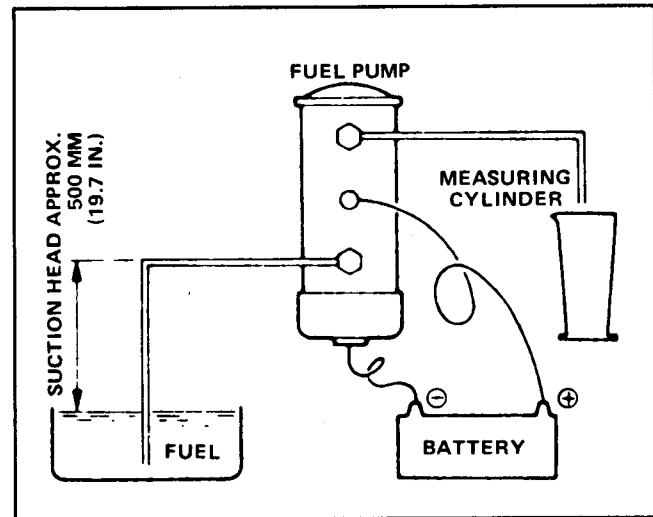 FUEL PUMP
SUCTION HEAD APPROX.
500 MM
(19.7 IN.)
MEASURING
CYLINDER
FUEL
− +
BATTERY